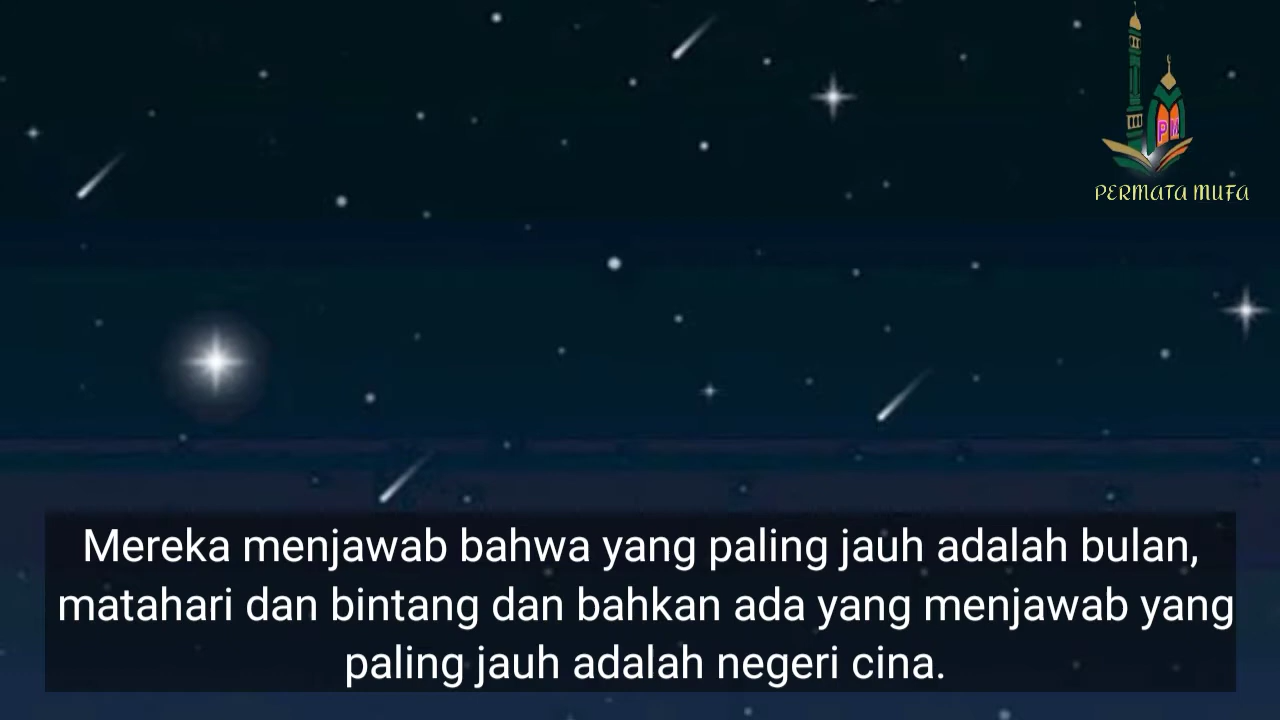 PM
PERMATA MUFA
Mereka menjawab bahwa yang paling jauh adalah bulan,
matahari dan bintang dan bahkan ada yang menjawab yang
paling jauh adalah negeri cina.